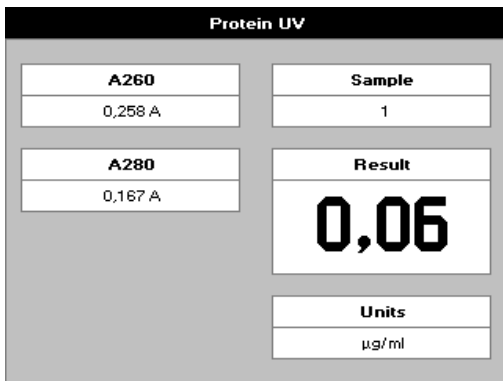 Protein UV
A260
0,258 A
Sample
1
A280
0,167 A
Result
0,06
Units
µg/ml